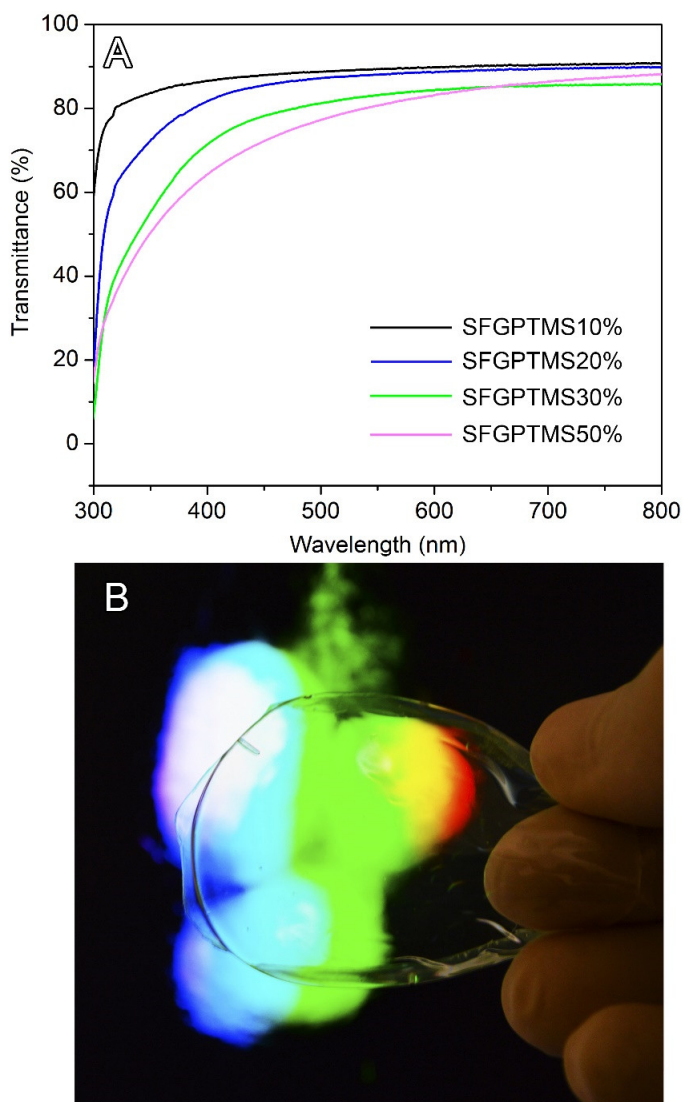 A
100
80
60
40
20
0
Transmittance (%)
SFGPTMS10%
SFGPTMS20%
SFGPTMS30%
SFGPTMS50%
300 400 500 600 700 800
Wavelength (nm)
B